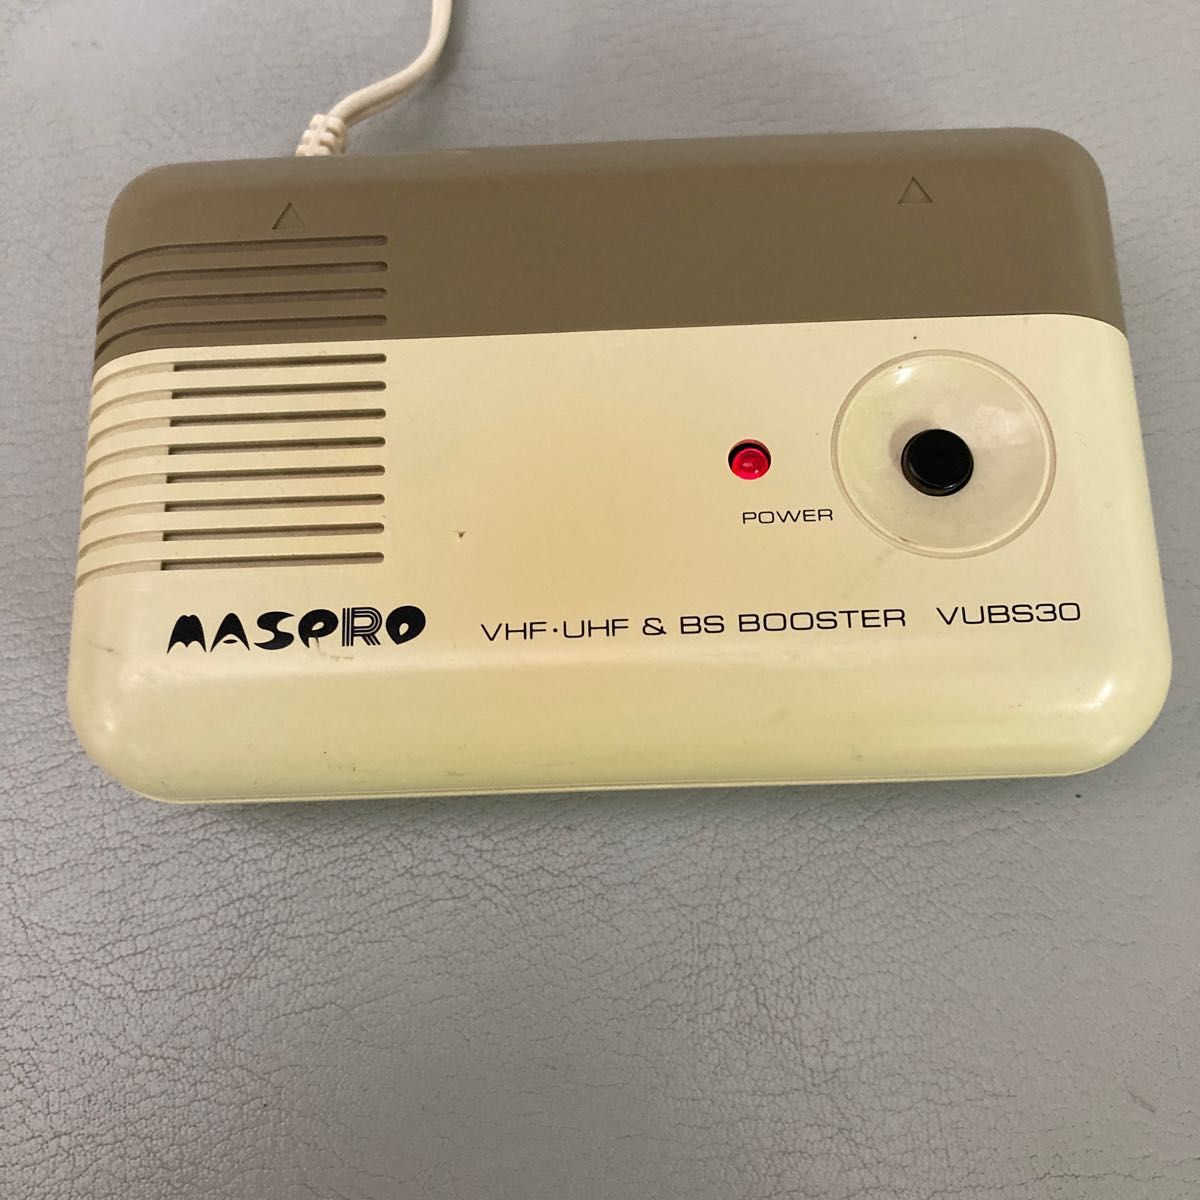 POWER
MASPRO VHF·UHF & BS BOOSTER VUBS30